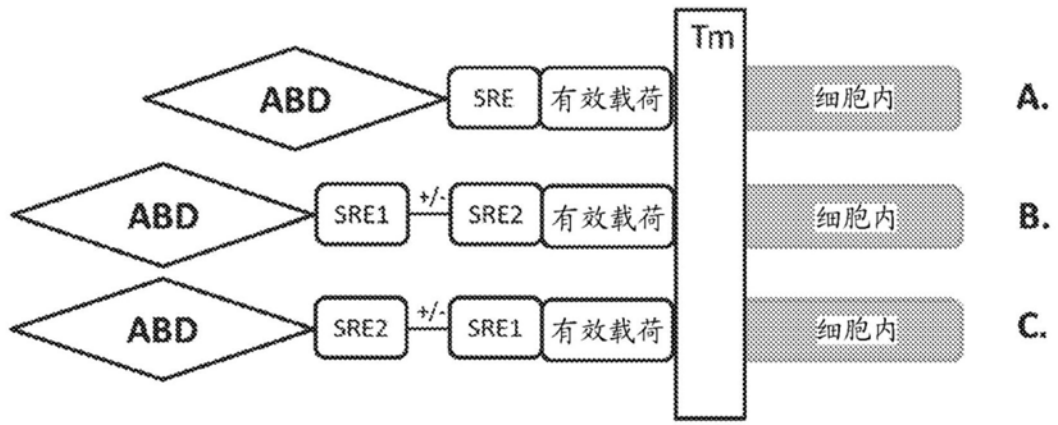 Tm
ABD SRE 有效载荷 细胞内 A.
ABD SRE1 +/- SRE2 有效载荷 细胞内 B.
ABD SRE2 +/- SRE1 有效载荷 细胞内 C.